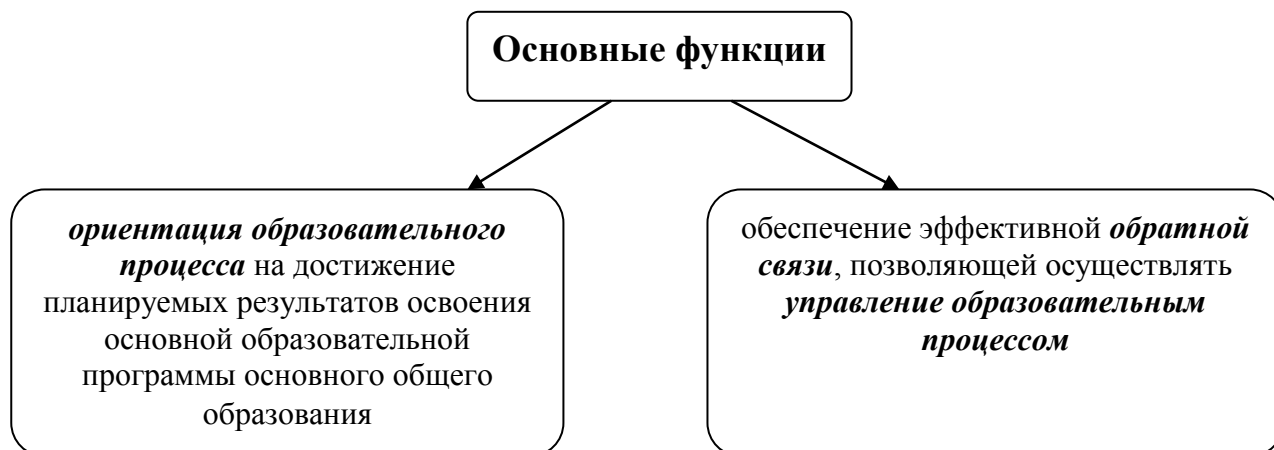 Основные функции
ориентация образовательного
процесса на достижение
планируемых результатов освоения
основной образовательной
программы основного общего
образования
обеспечение эффективной обратной
связи, позволяющей осуществлять
управление образовательным
процессом